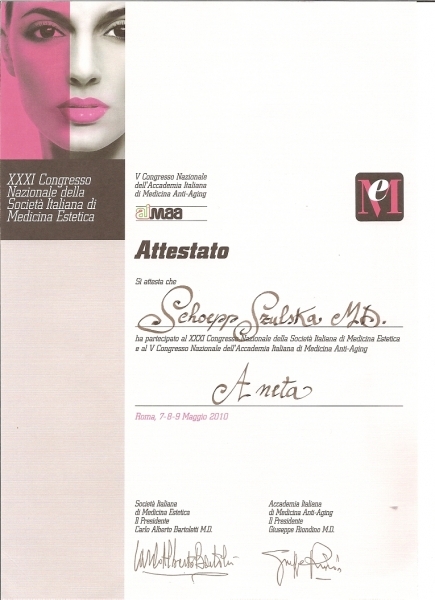 XXXI Congresso
Nazionale della
Società Italiana di
Medicina Estetica
V Congresso Nazionale
dell'Accademia Italiana
di Medicina Anti-Aging
aimaa
eM
Attestato
Si attesta che
Schoepp Szulska M.D.
ha partecipato al XXXI Congresso Nazionale della Società Italiana di Medicina Estetica
e al V Congresso Nazionale dell'Accademia Italiana di Medicina Anti-Aging
Aneta
Roma, 7-8-9 Maggio 2010
Società Italiana
di Medicina Estetica
Il Presidente
Carlo Alberto Bartoletti M.D.
Accademia Italiana
di Medicina Anti-Aging
Il Presidente
Giuseppe Riondino M.D.